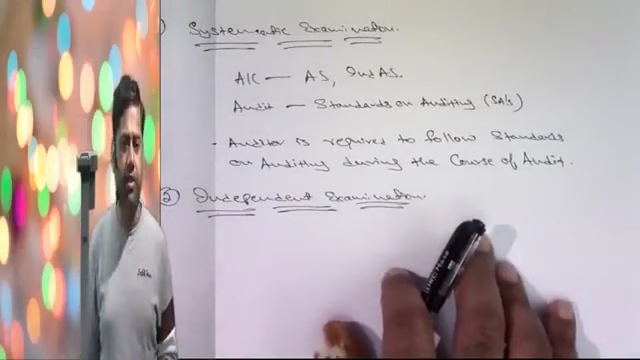 ) Systematic Examination.
A/C — AS, Ind AS.
Audit — Standards on Auditing (SA's)
- Auditor is required to follow Standards
on Auditing during the Course of Audit.
2) Independent Examination.